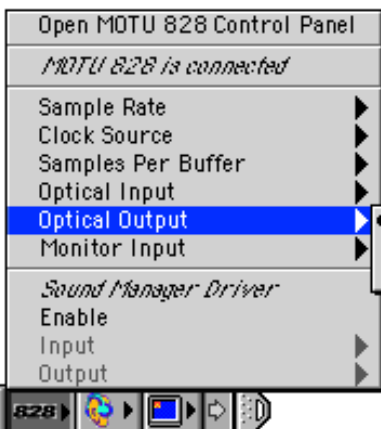 Open MOTU 828 Control Panel
MOTU 828 is connected
Sample Rate
Clock Source
Samples Per Buffer
Optical Input
Optical Output
Monitor Input
Sound Manager Driver
Enable
Input
Output
828